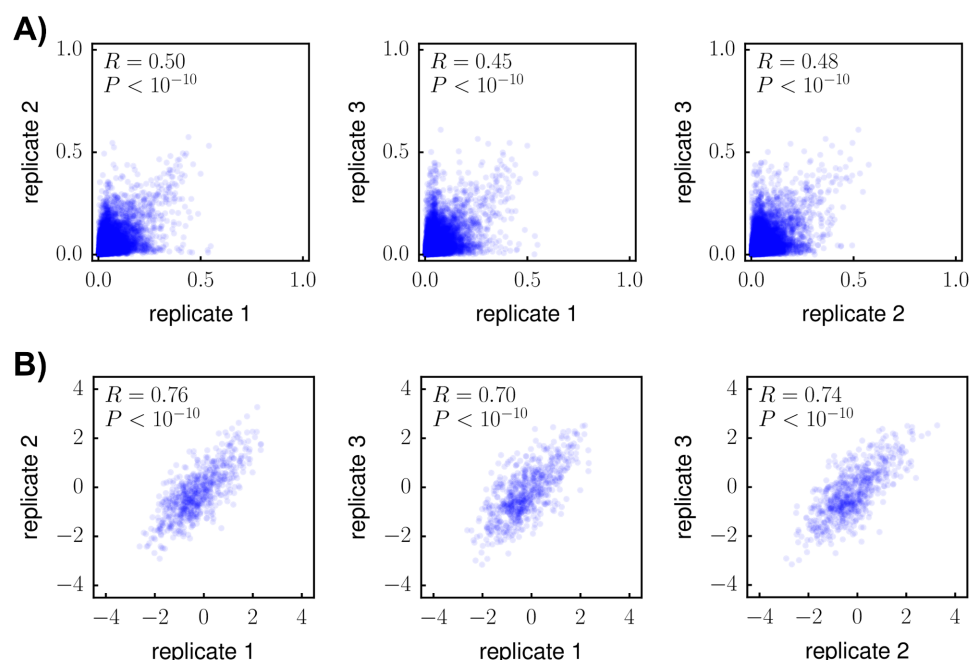 A)
R = 0.50
P < 10⁻¹⁰
1.0
0.5
0.0
0.0 0.5 1.0
replicate 2
replicate 1
R = 0.45
P < 10⁻¹⁰
1.0
0.5
0.0
0.0 0.5 1.0
replicate 3
replicate 1
R = 0.48
P < 10⁻¹⁰
1.0
0.5
0.0
0.0 0.5 1.0
replicate 3
replicate 2
B)
R = 0.76
P < 10⁻¹⁰
4
2
0
−2
−4
−4 −2 0 2 4
replicate 2
replicate 1
R = 0.70
P < 10⁻¹⁰
4
2
0
−2
−4
−4 −2 0 2 4
replicate 3
replicate 1
R = 0.74
P < 10⁻¹⁰
4
2
0
−2
−4
−4 −2 0 2 4
replicate 3
replicate 2